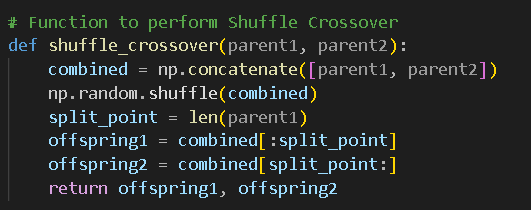 # Function to perform Shuffle Crossover
def shuffle_crossover(parent1, parent2):
    combined = np.concatenate([parent1, parent2])
    np.random.shuffle(combined)
    split_point = len(parent1)
    offspring1 = combined[:split_point]
    offspring2 = combined[split_point:]
    return offspring1, offspring2